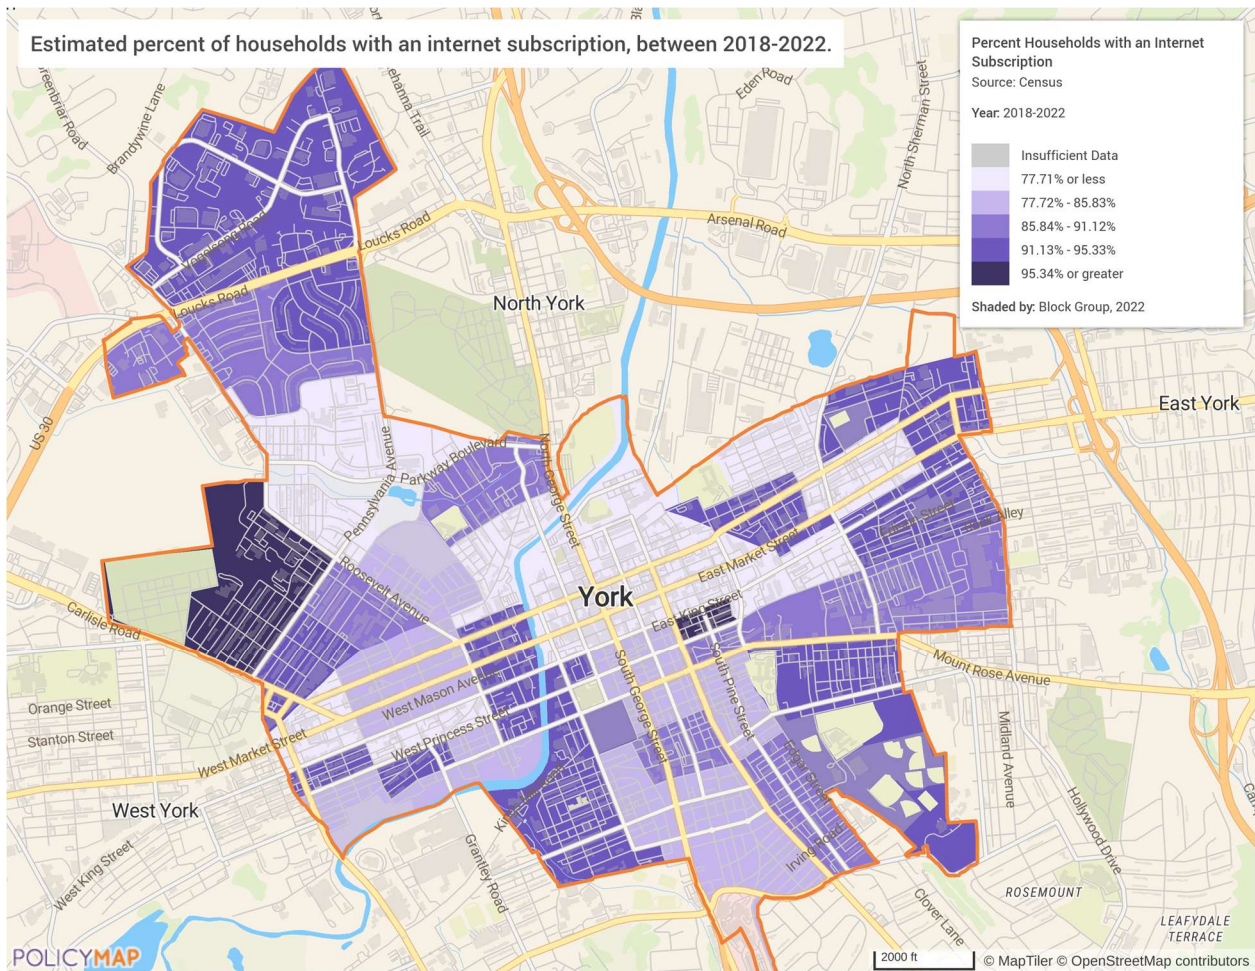 Estimated percent of households with an internet subscription, between 2018-2022.
Percent Households with an Internet
Subscription
Source: Census
Year: 2018-2022
Insufficient Data
77.71% or less
77.72% - 85.83%
85.84% - 91.12%
91.13% - 95.33%
95.34% or greater
Shaded by: Block Group, 2022
Greenbriar Road
Brandywine Lane
Eden Road
North Sherman Street
Loucks Road
Arsenal Road
Loucks Road
North York
US 30
East York
Pennsylvania Avenue
Parkway Boulevard
North George Street
Roosevelt Avenue
East Market Street
York
East King Street
Carlisle Road
South George Street
South Pine Street
Mount Rose Avenue
Orange Street
Stanton Street
West Mason Avenue
West Princess Street
West Market Street
Midland Avenue
West York
Edgar Street
Hollywood Drive
West King Street
Grantley Road
Irving Road
Clover Lane
ROSEMOUNT
LEAFYDALE
TERRACE
POLICYMAP
2000 ft
© MapTiler © OpenStreetMap contributors